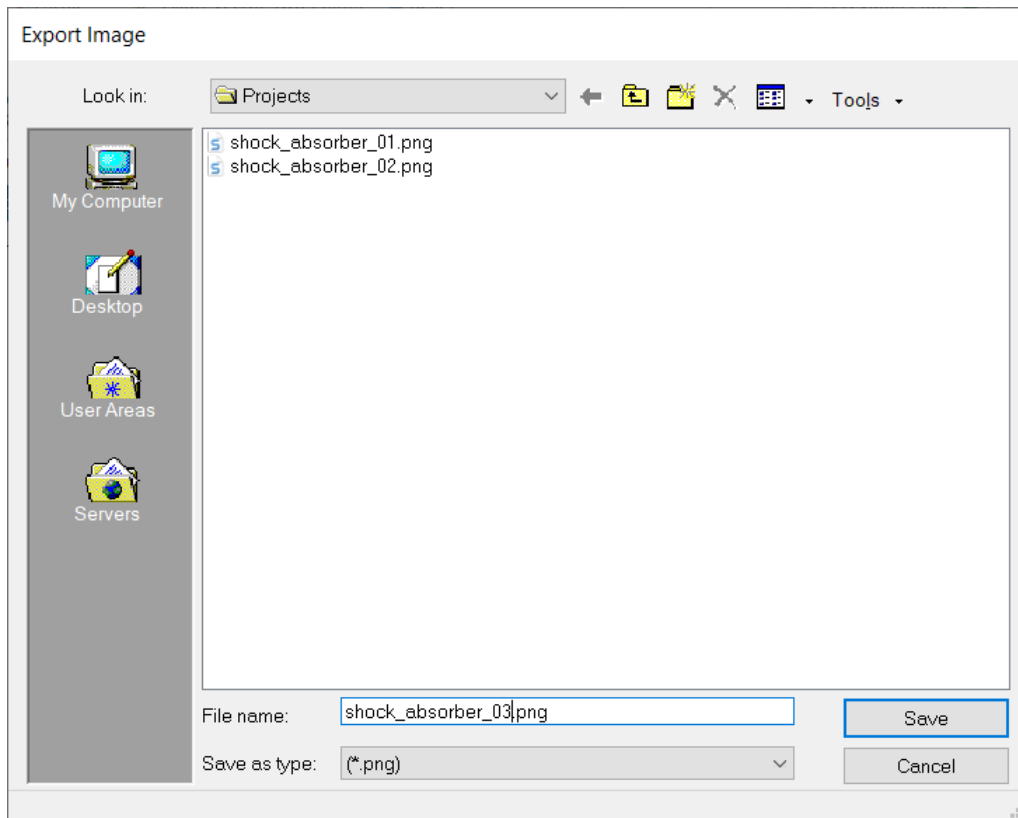 Export Image
Look in:
Projects
Tools
shock_absorber_01.png
shock_absorber_02.png
My Computer
Desktop
User Areas
Servers
File name:
shock_absorber_03.png
Save
Save as type:
(*.png)
Cancel